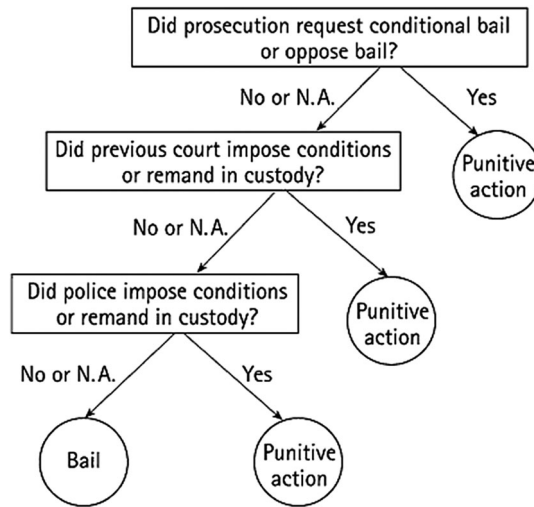 Did prosecution request conditional bail
or oppose bail?
No or N.A.
Yes
Did previous court impose conditions
or remand in custody?
Punitive
action
No or N.A.
Yes
Did police impose conditions
or remand in custody?
Punitive
action
No or N.A.
Yes
Bail
Punitive
action